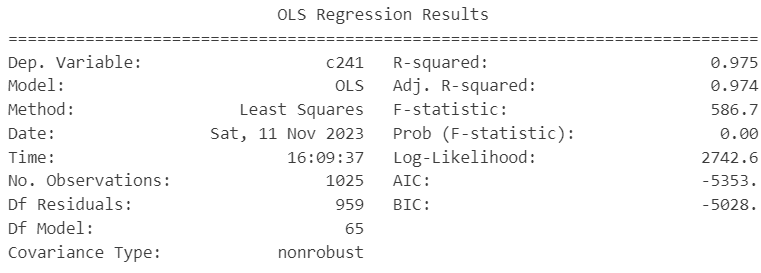 OLS Regression Results
==============================================================================
Dep. Variable: c241 R-squared: 0.975
Model: OLS Adj. R-squared: 0.974
Method: Least Squares F-statistic: 586.7
Date: Sat, 11 Nov 2023 Prob (F-statistic): 0.00
Time: 16:09:37 Log-Likelihood: 2742.6
No. Observations: 1025 AIC: -5353.
Df Residuals: 959 BIC: -5028.
Df Model: 65
Covariance Type: nonrobust